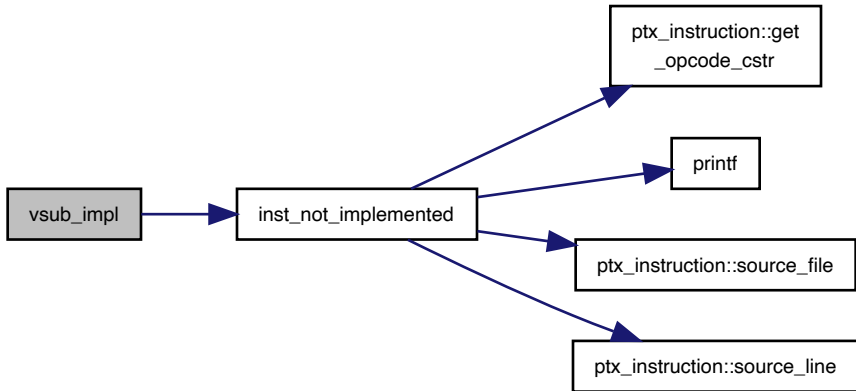 vsub_impl
inst_not_implemented
ptx_instruction::get
_opcode_cstr
printf
ptx_instruction::source_file
ptx_instruction::source_line